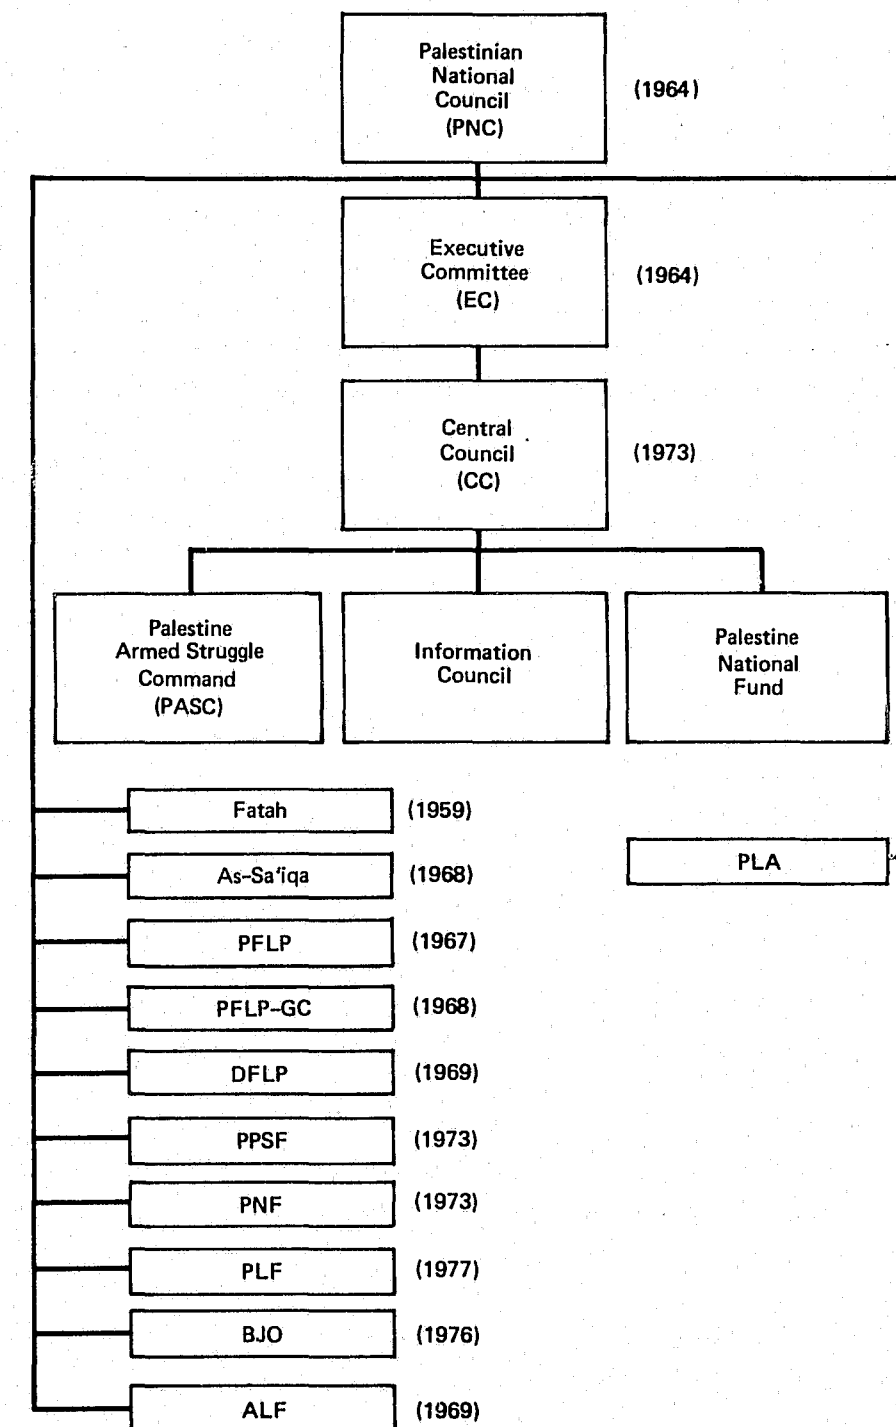 Palestinian
National
Council
(PNC)
(1964)
Executive
Committee
(EC)
(1964)
Central
Council
(CC)
(1973)
Palestine
Armed Struggle
Command
(PASC)
Information
Council
Palestine
National
Fund
Fatah (1959)
As-Sa'iqa (1968)
PLA
PFLP (1967)
PFLP-GC (1968)
DFLP (1969)
PPSF (1973)
PNF (1973)
PLF (1977)
BJO (1976)
ALF (1969)